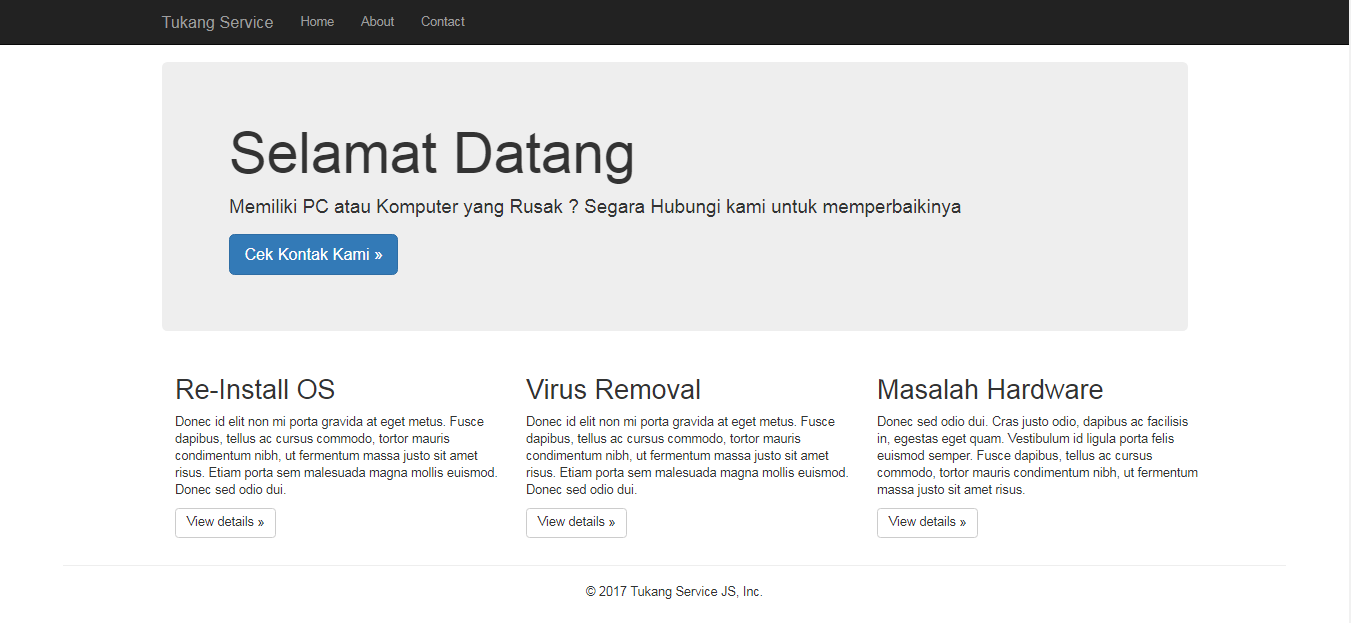 Tukang Service Home About Contact
Selamat Datang
Memiliki PC atau Komputer yang Rusak ? Segara Hubungi kami untuk memperbaikinya
Cek Kontak Kami »
Re-Install OS
Donec id elit non mi porta gravida at eget metus. Fusce
dapibus, tellus ac cursus commodo, tortor mauris
condimentum nibh, ut fermentum massa justo sit amet
risus. Etiam porta sem malesuada magna mollis euismod.
Donec sed odio dui.
View details »
Virus Removal
Donec id elit non mi porta gravida at eget metus. Fusce
dapibus, tellus ac cursus commodo, tortor mauris
condimentum nibh, ut fermentum massa justo sit amet
risus. Etiam porta sem malesuada magna mollis euismod.
Donec sed odio dui.
View details »
Masalah Hardware
Donec sed odio dui. Cras justo odio, dapibus ac facilisis
in, egestas eget quam. Vestibulum id ligula porta felis
euismod semper. Fusce dapibus, tellus ac cursus
commodo, tortor mauris condimentum nibh, ut fermentum
massa justo sit amet risus.
View details »
© 2017 Tukang Service JS, Inc.